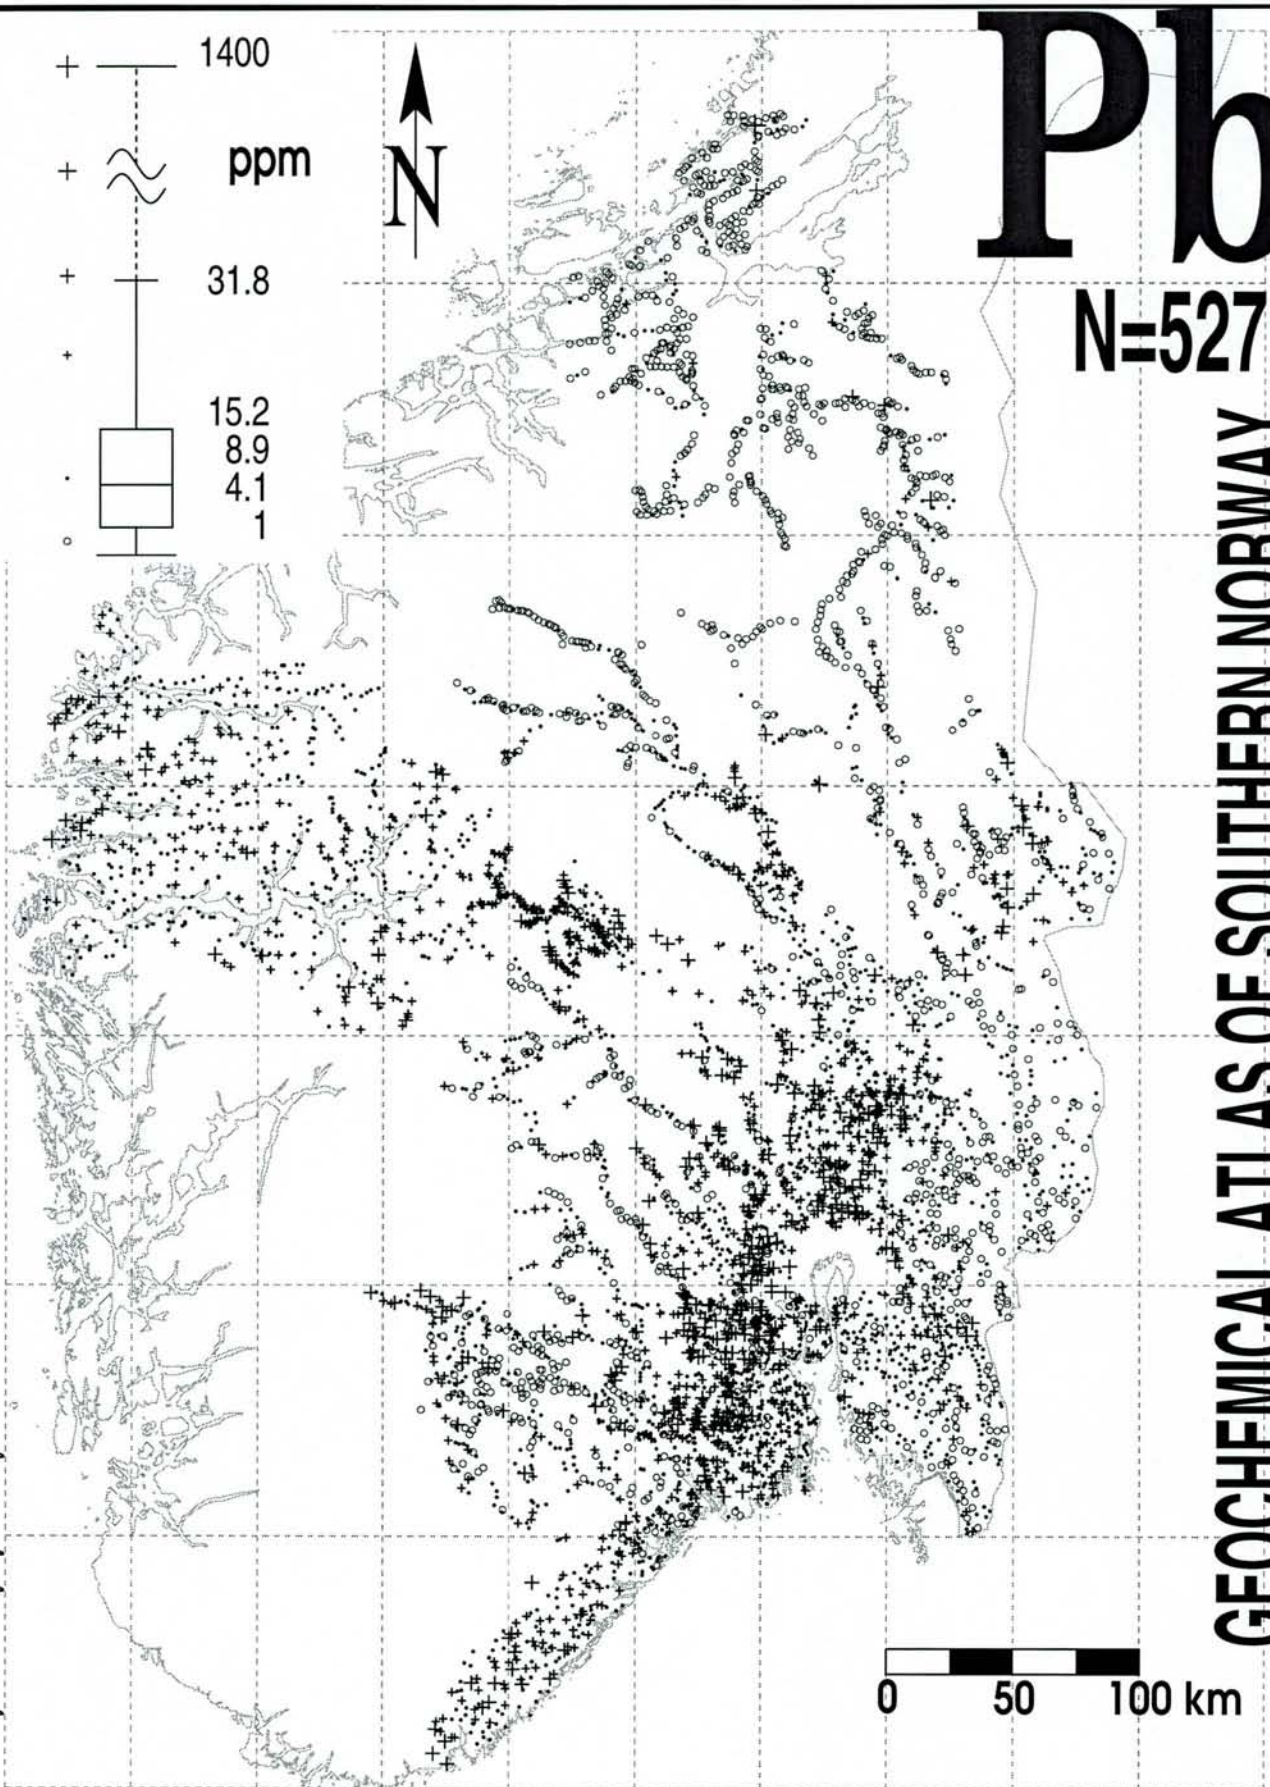 Pb
N=527
1400
ppm
31.8
15.2
8.9
4.1
1
N
GEOCHEMICAL ATLAS OF SOUTHERN NORWAY
0 50 100 km